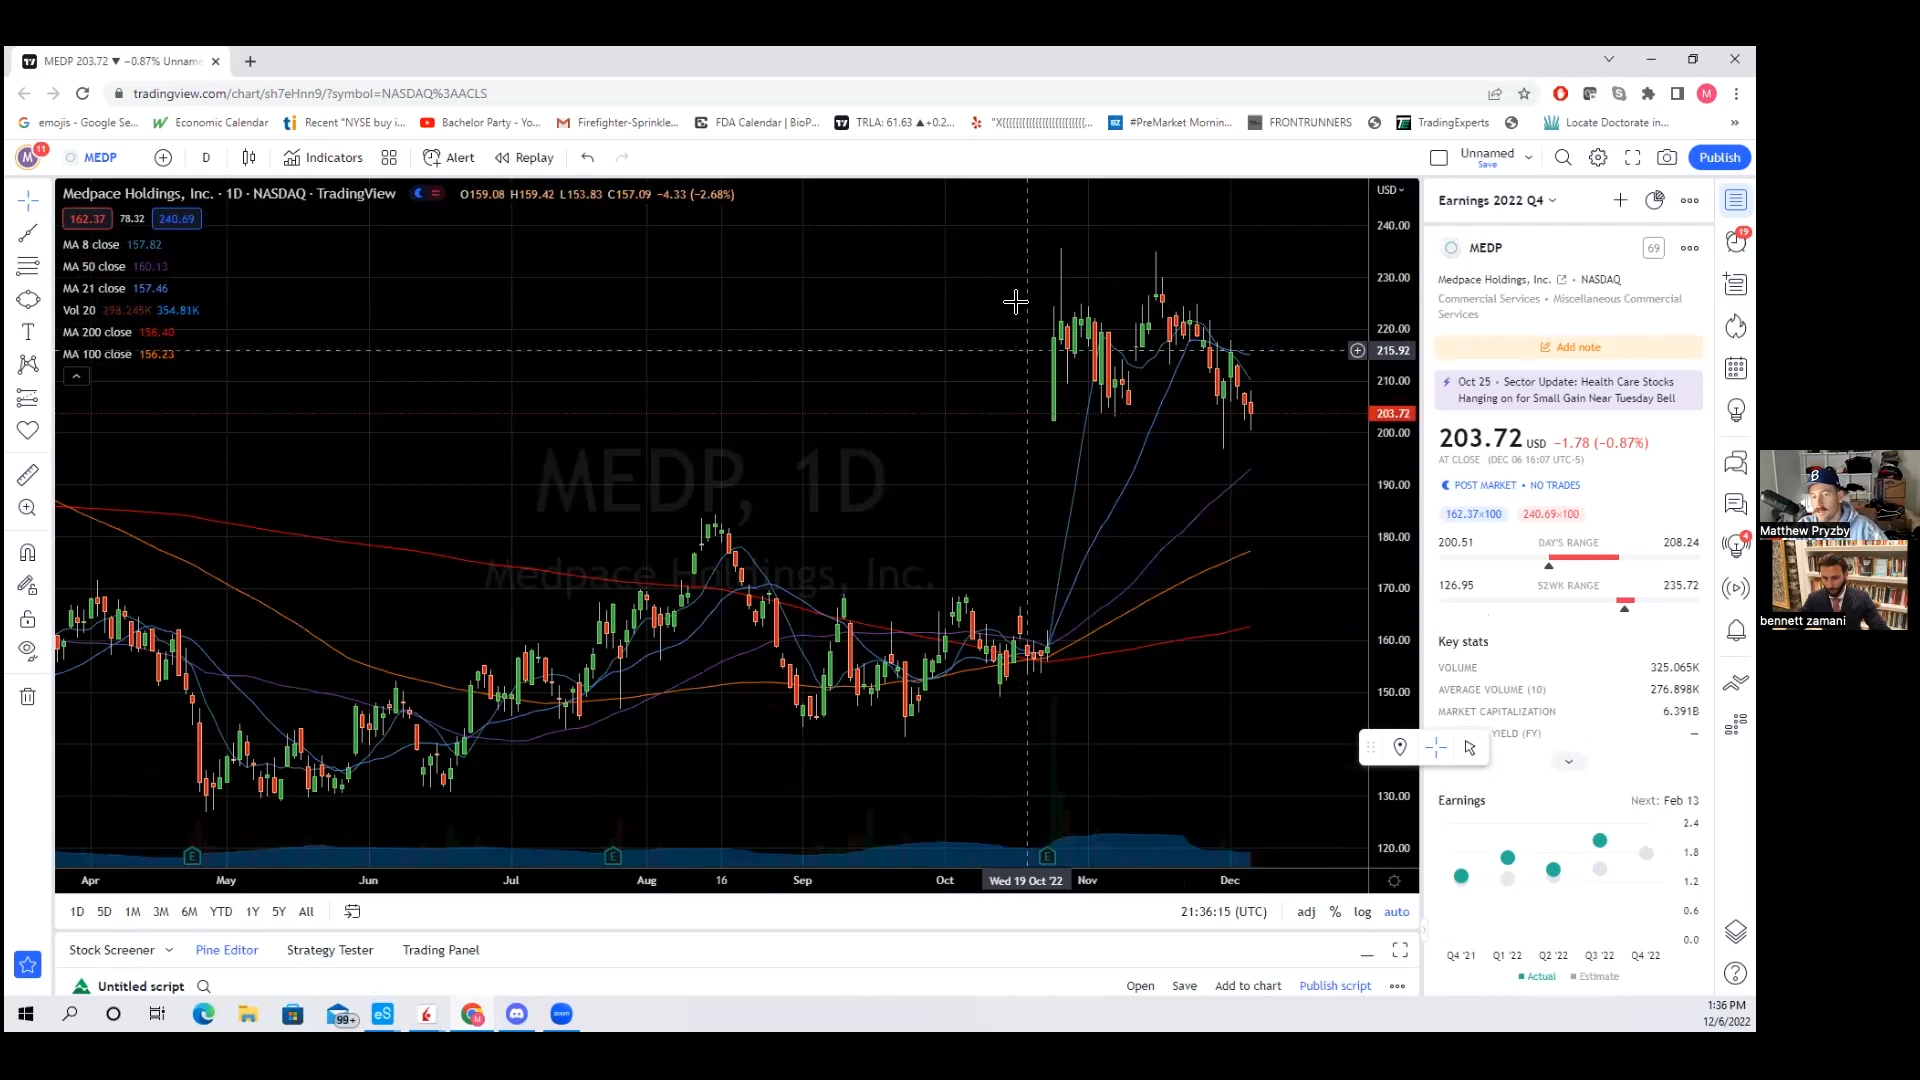 MEDP 203.72 ▼ −0.87% Unname
tradingview.com/chart/sh7eHnn9/?symbol=NASDAQ%3AACLS
emojis - Google Se...
Economic Calendar
Recent "NYSE buy i...
Bachelor Party - Yo...
Firefighter-Sprinkle...
FDA Calendar | BioP...
TRLA: 61.63 ▲+0.2...
"X{{{{{{{{{{{{{{{{{{{{{{{{...
#PreMarket Mornin...
FRONTRUNNERS
TradingExperts
Locate Doctorate in...
»
M 11
MEDP
D
Indicators
Alert
Replay
Unnamed
Save
Publish
Medpace Holdings, Inc. · 1D · NASDAQ · TradingView
O159.08 H159.42 L153.83 C157.09 −4.33 (−2.68%)
162.37 78.32 240.69
MA 8 close 157.82
MA 50 close 160.13
MA 21 close 157.46
Vol 20 298.248K 354.81K
MA 200 close 156.40
MA 100 close 156.23
MEDP, 1D
Medpace Holdings, Inc.
USD
240.00
230.00
220.00
215.92
210.00
203.72
200.00
190.00
180.00
170.00
160.00
150.00
130.00
120.00
E
E
E
Apr
May
Jun
Jul
Aug
16
Sep
Oct
Wed 19 Oct '22
Nov
Dec
1D 5D 1M 3M 6M YTD 1Y 5Y All
21:36:15 (UTC)
adj % log auto
Stock Screener
Pine Editor
Strategy Tester
Trading Panel
Untitled script
Open
Save
Add to chart
Publish script
Earnings 2022 Q4
MEDP
69
Medpace Holdings, Inc. • NASDAQ
Commercial Services • Miscellaneous Commercial
Services
Add note
Oct 25 · Sector Update: Health Care Stocks
Hanging on for Small Gain Near Tuesday Bell
203.72 USD −1.78 (−0.87%)
AT CLOSE (DEC 06 16:07 UTC-5)
POST MARKET • NO TRADES
162.37×100 240.69×100
200.51 DAY'S RANGE 208.24
126.95 52WK RANGE 235.72
Key stats
VOLUME 325.065K
AVERAGE VOLUME (10) 276.898K
MARKET CAPITALIZATION 6.391B
YIELD (FY) —
Earnings Next: Feb 13
2.4
1.8
1.2
0.6
0.0
Q4 '21 Q1 '22 Q2 '22 Q3 '22 Q4 '22
Actual Estimate
19
4
B
Matthew Pryzby
bennett zamani
99+
eS
zoom
1:36 PM
12/6/2022